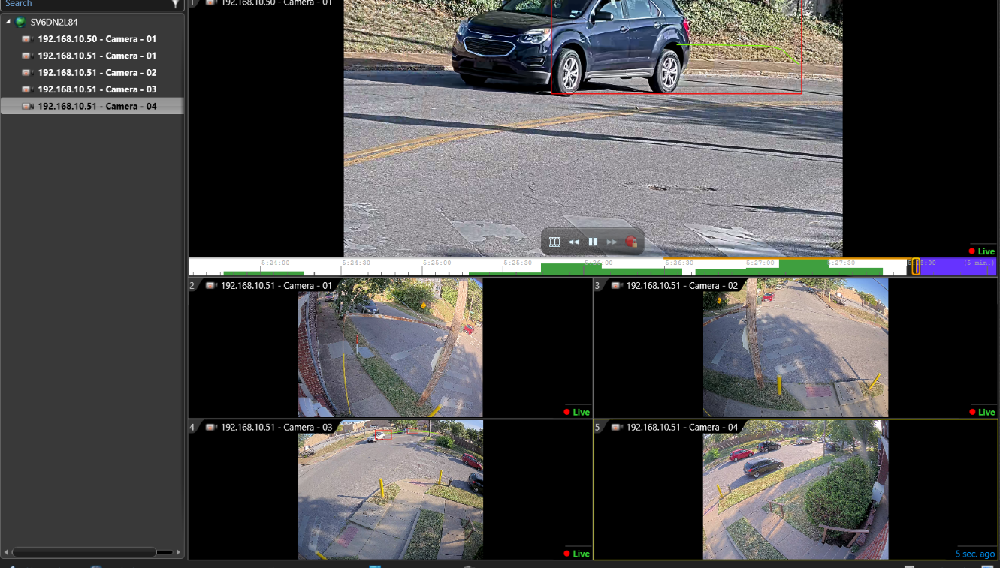 Search
SV6DN2L84
192.168.10.50 - Camera - 01
192.168.10.51 - Camera - 01
192.168.10.51 - Camera - 02
192.168.10.51 - Camera - 03
192.168.10.51 - Camera - 04
1 192.168.10.50 - Camera - 01
Live
5:24:00 5:24:30 5:25:00 5:25:30 5:26:00 5:26:30 5:27:00 5:27:30 5:28:00 (5 min.)
2 192.168.10.51 - Camera - 01
Live
3 192.168.10.51 - Camera - 02
Live
4 192.168.10.51 - Camera - 03
Live
5 192.168.10.51 - Camera - 04
5 sec. ago